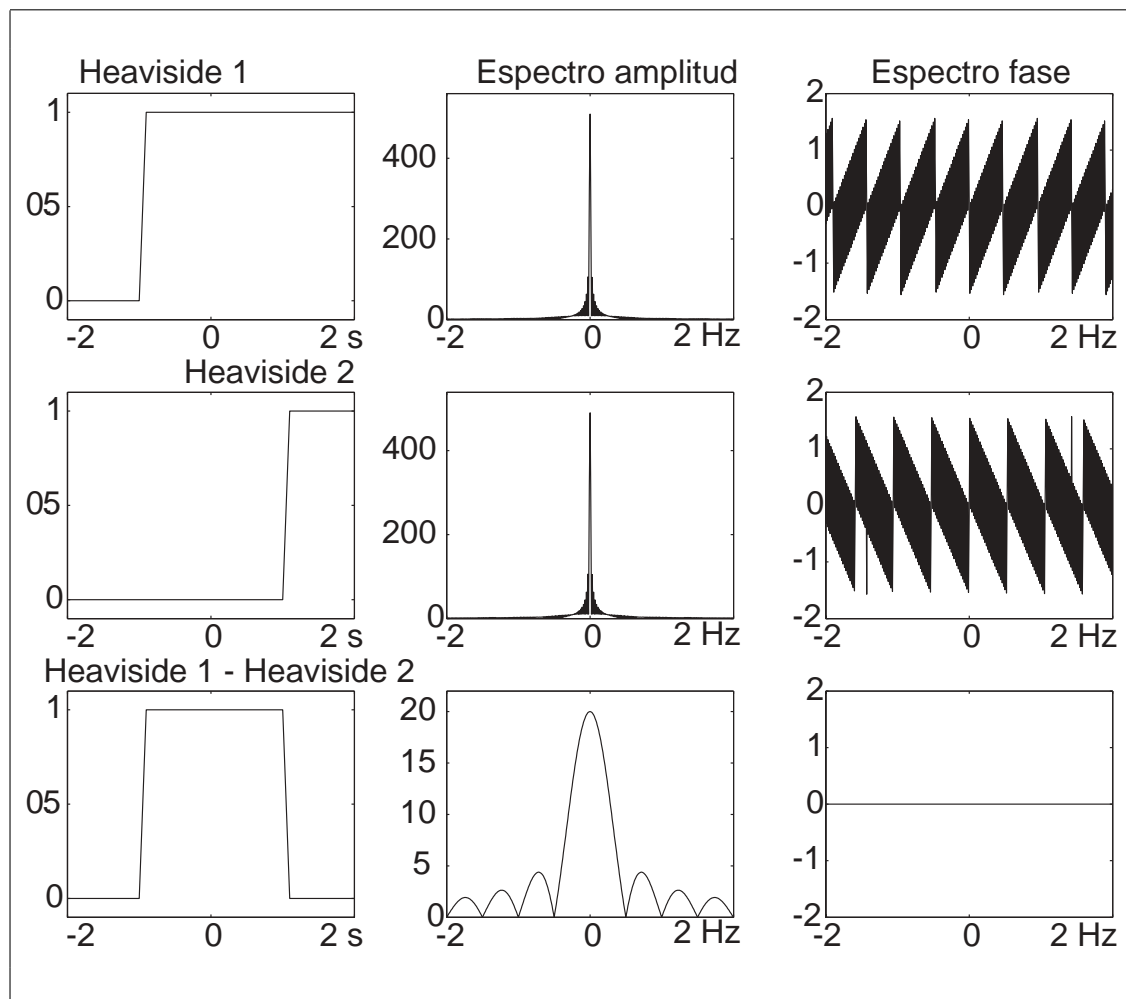 Heaviside 1 Espectro amplitud Espectro fase
1 400 2
05 200 1
0 0 0
-1
-2
-2 0 2 s -2 0 2 Hz -2 0 2 Hz
Heaviside 2
1 400 2
05 200 1
0 0 0
-1
-2
-2 0 2 s -2 0 2 Hz -2 0 2 Hz
Heaviside 1 - Heaviside 2
1 20 2
05 15 1
0 10 0
5 -1
0 -2
-2 0 2 s -2 0 2 Hz -2 0 2 Hz